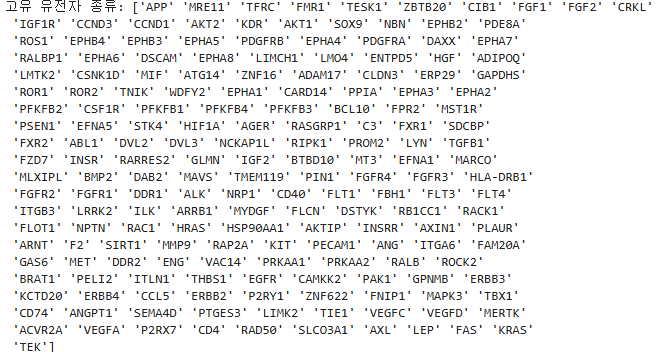 고유 유전자 종류: ['APP' 'MRE11' 'TFRC' 'FMR1' 'TESK1' 'ZBTB20' 'CIB1' 'FGF1' 'FGF2' 'CRKL'
'IGF1R' 'CCND3' 'CCND1' 'AKT2' 'KDR' 'AKT1' 'SOX9' 'NBN' 'EPHB2' 'PDE8A'
'ROS1' 'EPHB4' 'EPHB3' 'EPHA5' 'PDGFRB' 'EPHA4' 'PDGFRA' 'DAXX' 'EPHA7'
'RALBP1' 'EPHA6' 'DSCAM' 'EPHA8' 'LIMCH1' 'LMO4' 'ENTPD5' 'HGF' 'ADIPOQ'
'LMTK2' 'CSNK1D' 'MIF' 'ATG14' 'ZNF16' 'ADAM17' 'CLDN3' 'ERP29' 'GAPDHS'
'ROR1' 'ROR2' 'TNIK' 'WDFY2' 'EPHA1' 'CARD14' 'PPIA' 'EPHA3' 'EPHA2'
'PFKFB2' 'CSF1R' 'PFKFB1' 'PFKFB4' 'PFKFB3' 'BCL10' 'FPR2' 'MST1R'
'PSEN1' 'EFNA5' 'STK4' 'HIF1A' 'AGER' 'RASGRP1' 'C3' 'FXR1' 'SDCBP'
'FXR2' 'ABL1' 'DVL2' 'DVL3' 'NCKAP1L' 'RIPK1' 'PROM2' 'LYN' 'TGFB1'
'FZD7' 'INSR' 'RARRES2' 'GLMN' 'IGF2' 'BTBD10' 'MT3' 'EFNA1' 'MARCO'
'MLXIPL' 'BMP2' 'DAB2' 'MAVS' 'TMEM119' 'PIN1' 'FGFR4' 'FGFR3' 'HLA-DRB1'
'FGFR2' 'FGFR1' 'DDR1' 'ALK' 'NRP1' 'CD40' 'FLT1' 'FBH1' 'FLT3' 'FLT4'
'ITGB3' 'LRRK2' 'ILK' 'ARRB1' 'MYDGF' 'FLCN' 'DSTYK' 'RB1CC1' 'RACK1'
'FLOT1' 'NPTN' 'RAC1' 'HRAS' 'HSP90AA1' 'AKTIP' 'INSRR' 'AXIN1' 'PLAUR'
'ARNT' 'F2' 'SIRT1' 'MMP9' 'RAP2A' 'KIT' 'PECAM1' 'ANG' 'ITGA6' 'FAM20A'
'GAS6' 'MET' 'DDR2' 'ENG' 'VAC14' 'PRKAA1' 'PRKAA2' 'RALB' 'ROCK2'
'BRAT1' 'PELI2' 'ITLN1' 'THBS1' 'EGFR' 'CAMKK2' 'PAK1' 'GPNMB' 'ERBB3'
'KCTD20' 'ERBB4' 'CCL5' 'ERBB2' 'P2RY1' 'ZNF622' 'FNIP1' 'MAPK3' 'TBX1'
'CD74' 'ANGPT1' 'SEMA4D' 'PTGES3' 'LIMK2' 'TIE1' 'VEGFC' 'VEGFD' 'MERTK'
'ACVR2A' 'VEGFA' 'P2RX7' 'CD4' 'RAD50' 'SLCO3A1' 'AXL' 'LEP' 'FAS' 'KRAS'
'TEK']